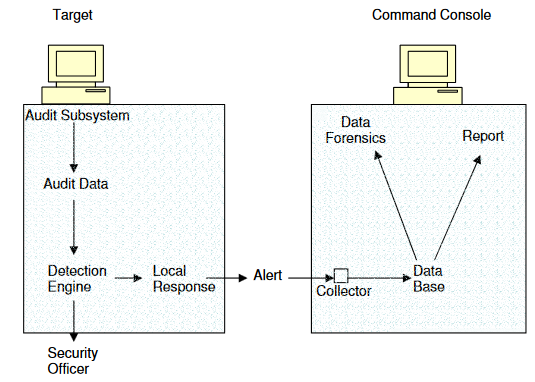 Target
Command Console
Audit Subsystem
Audit Data
Detection
Engine
Local
Response
Security
Officer
Alert
Data
Forensics
Report
Collector
Data
Base